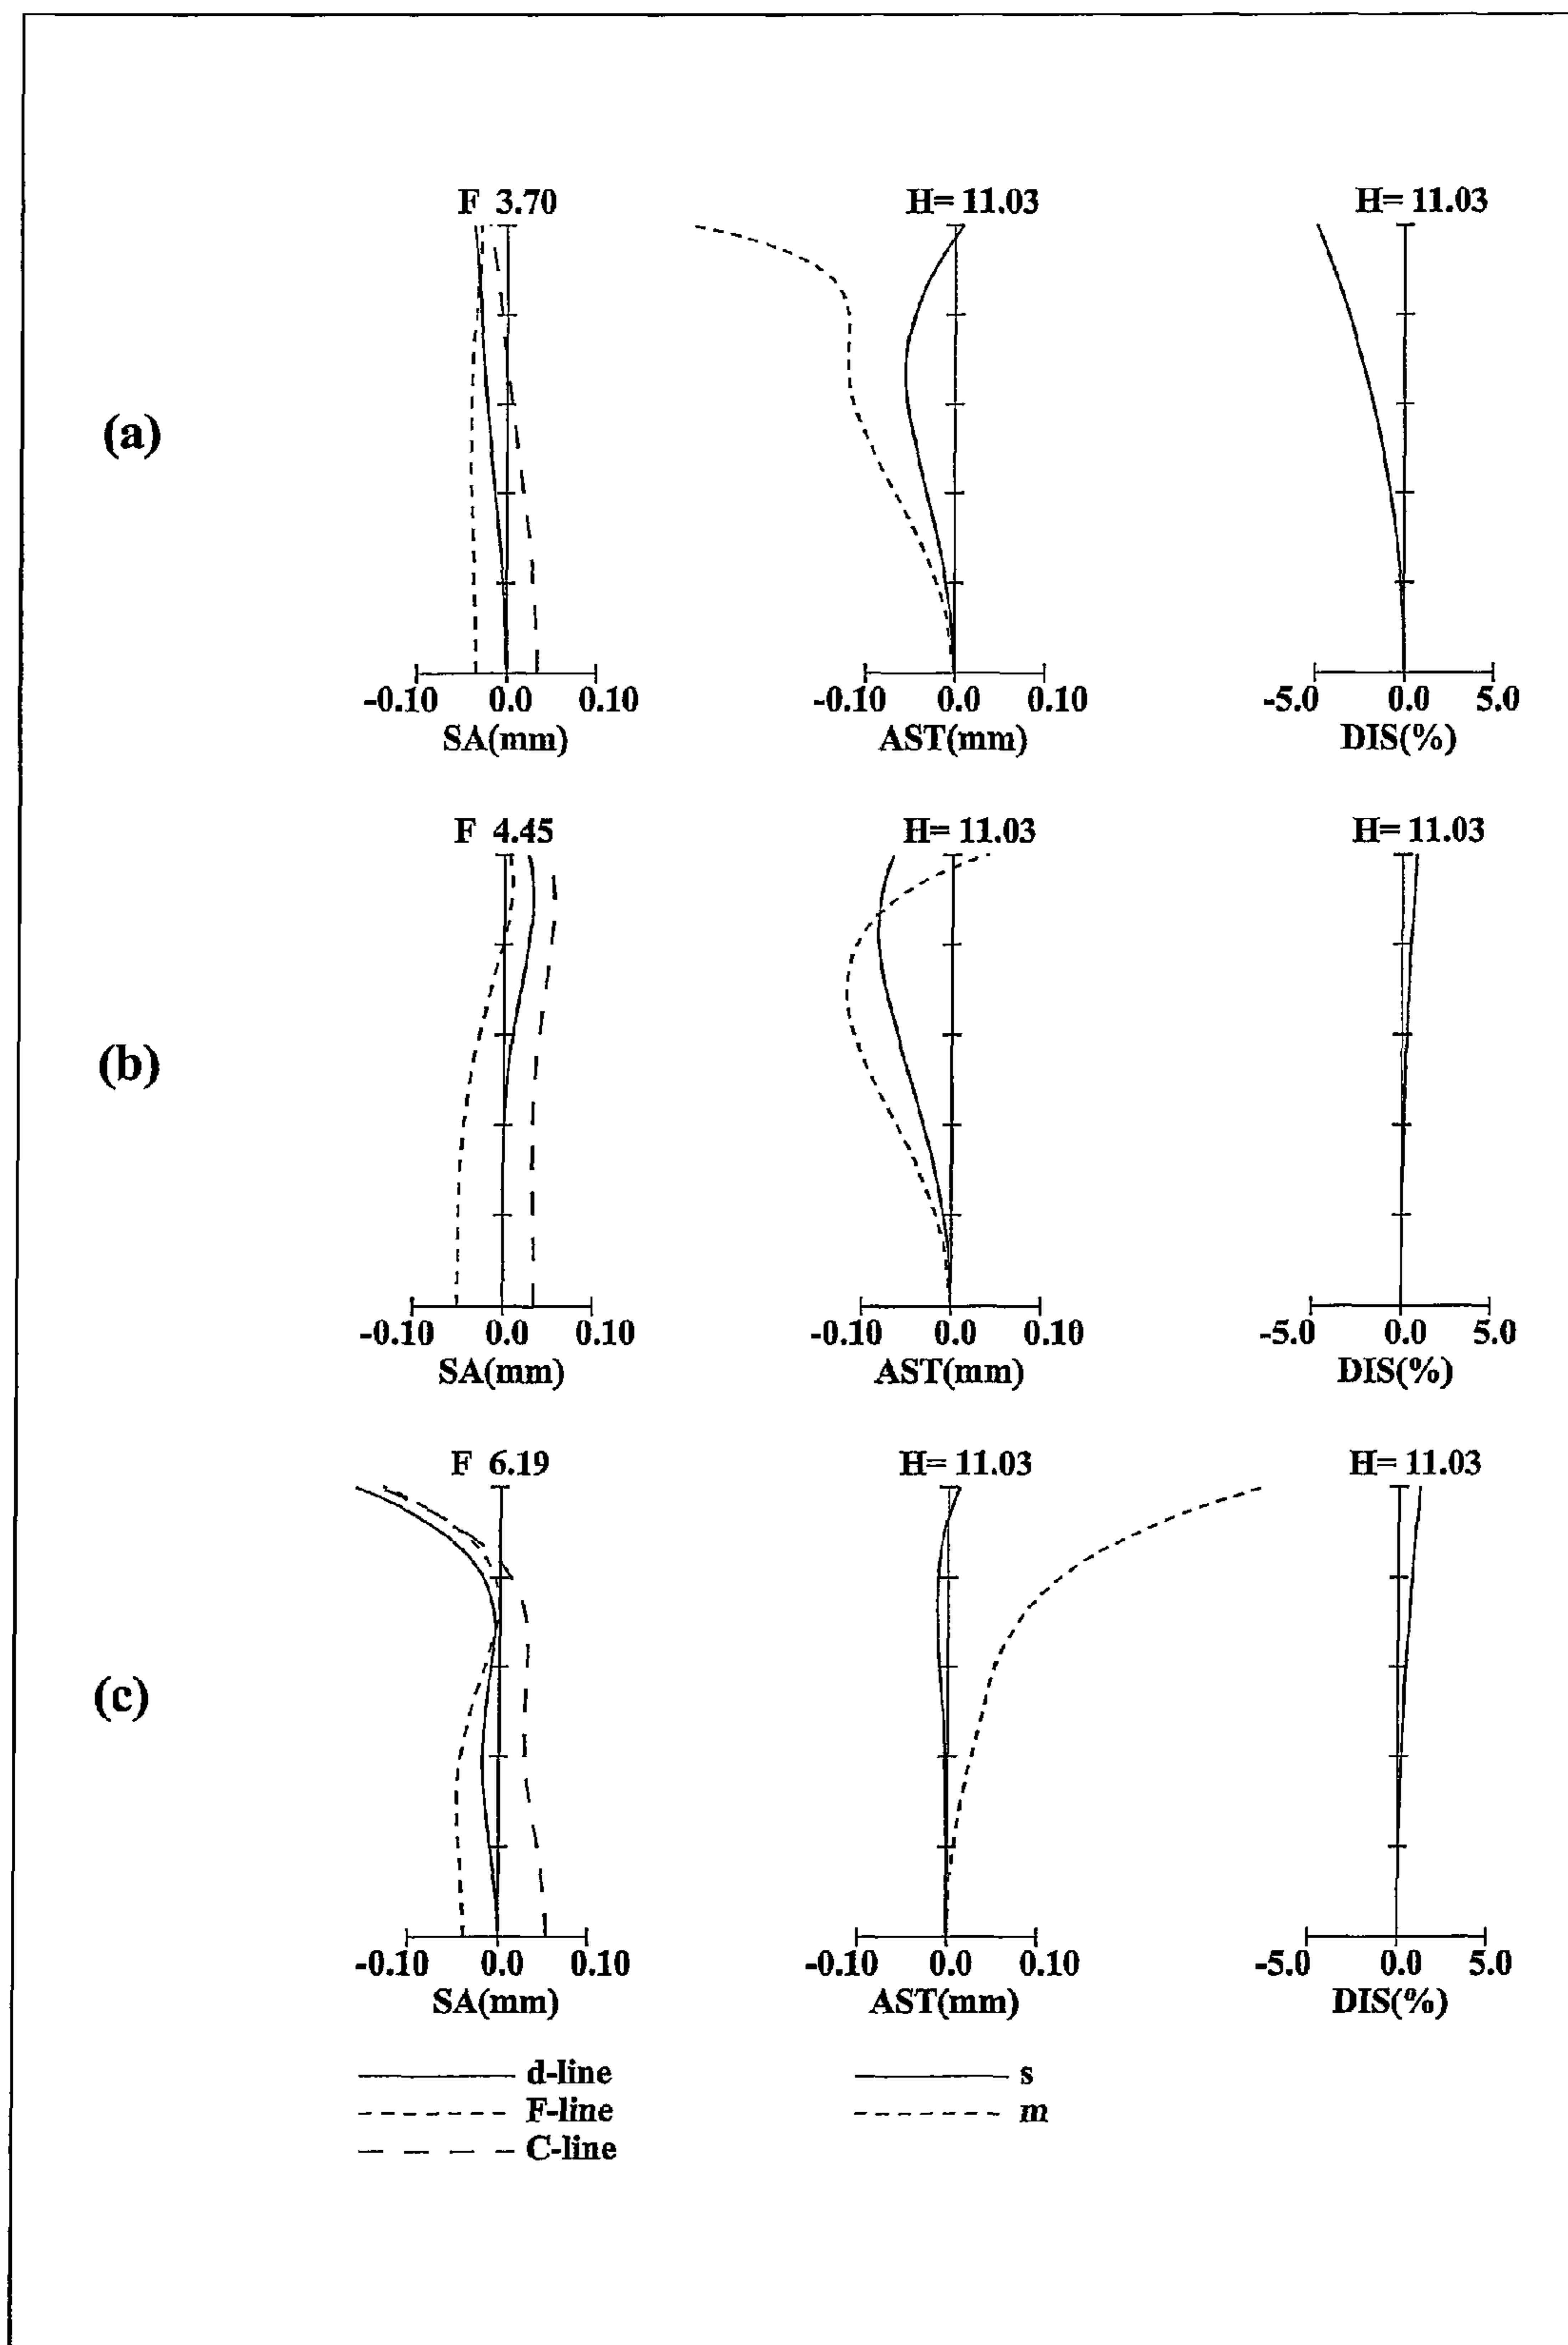 F 3.70 H= 11.03 H= 11.03
(a)
-0.10 0.0 0.10 -0.10 0.0 0.10 -5.0 0.0 5.0
SA(mm) AST(mm) DIS(%)
F 4.45 H= 11.03 H= 11.03
(b)
-0.10 0.0 0.10 -0.10 0.0 0.10 -5.0 0.0 5.0
SA(mm) AST(mm) DIS(%)
F 6.19 H= 11.03 H= 11.03
(c)
-0.10 0.0 0.10 -0.10 0.0 0.10 -5.0 0.0 5.0
SA(mm) AST(mm) DIS(%)
d-line s
F-line m
C-line